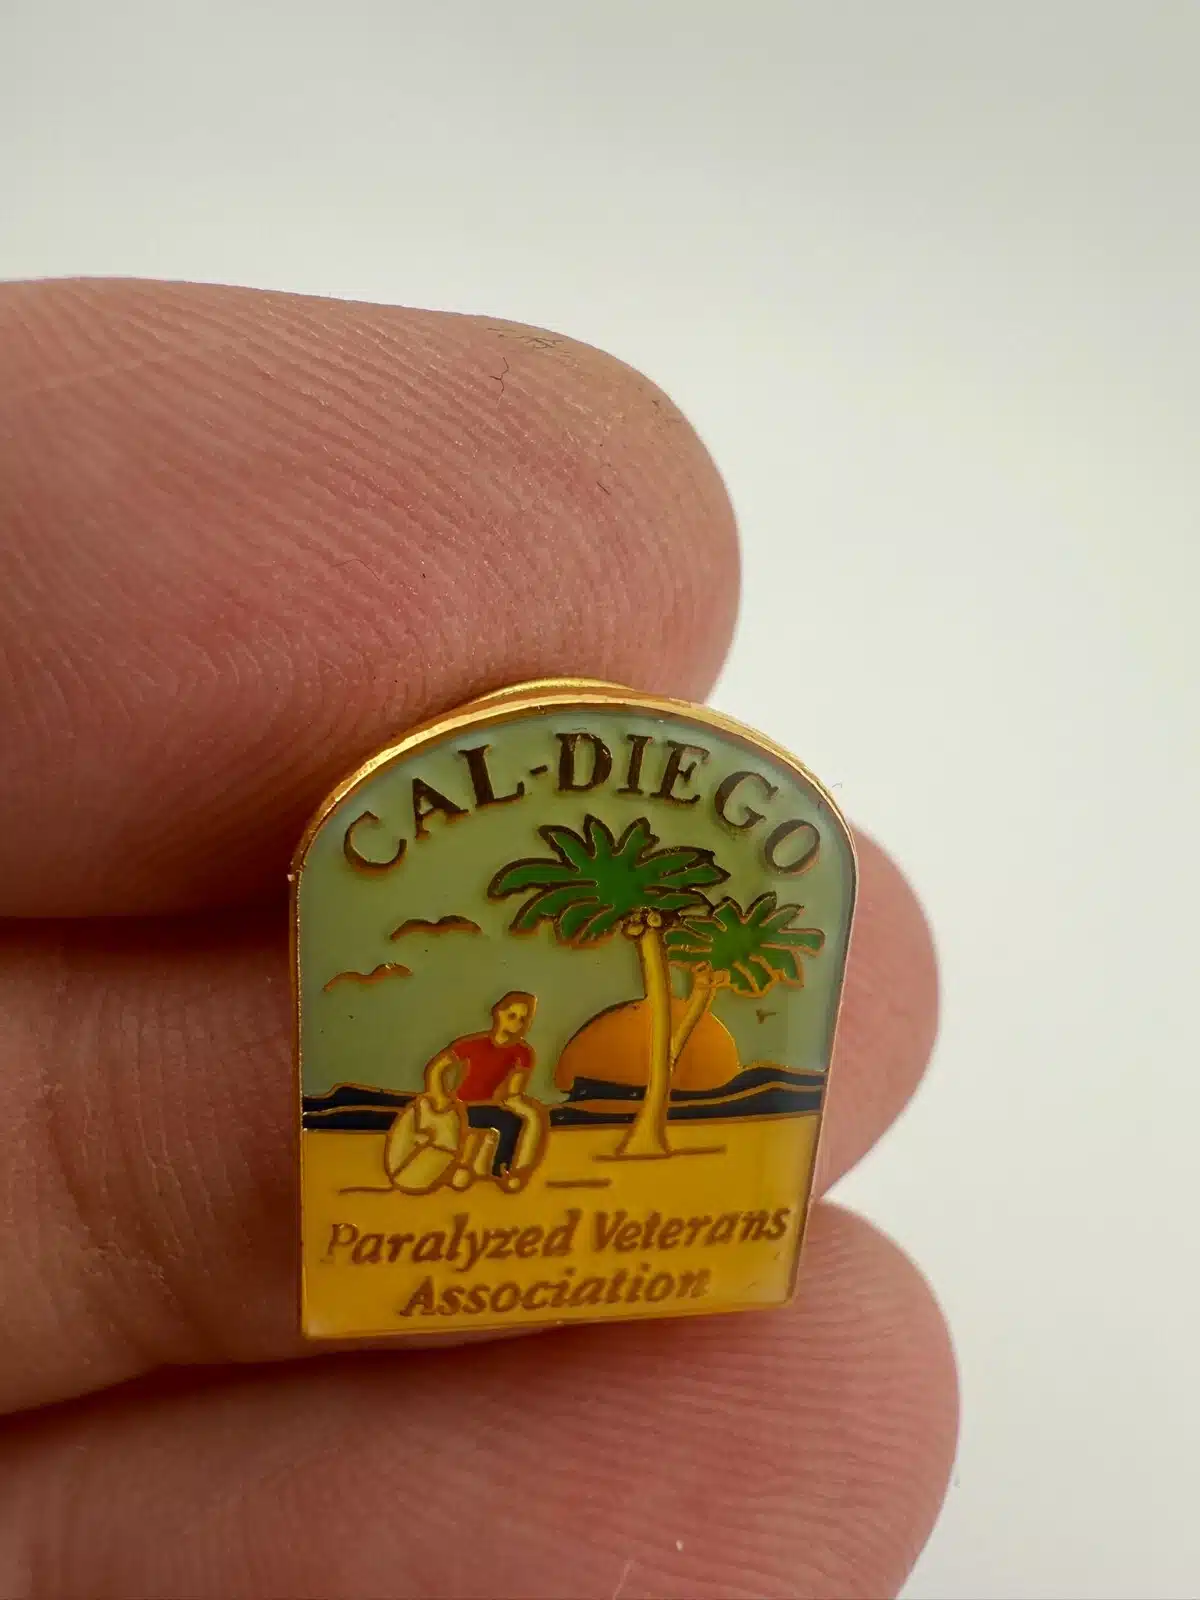 CAL-DIEGO
Paralyzed Veterans
Association